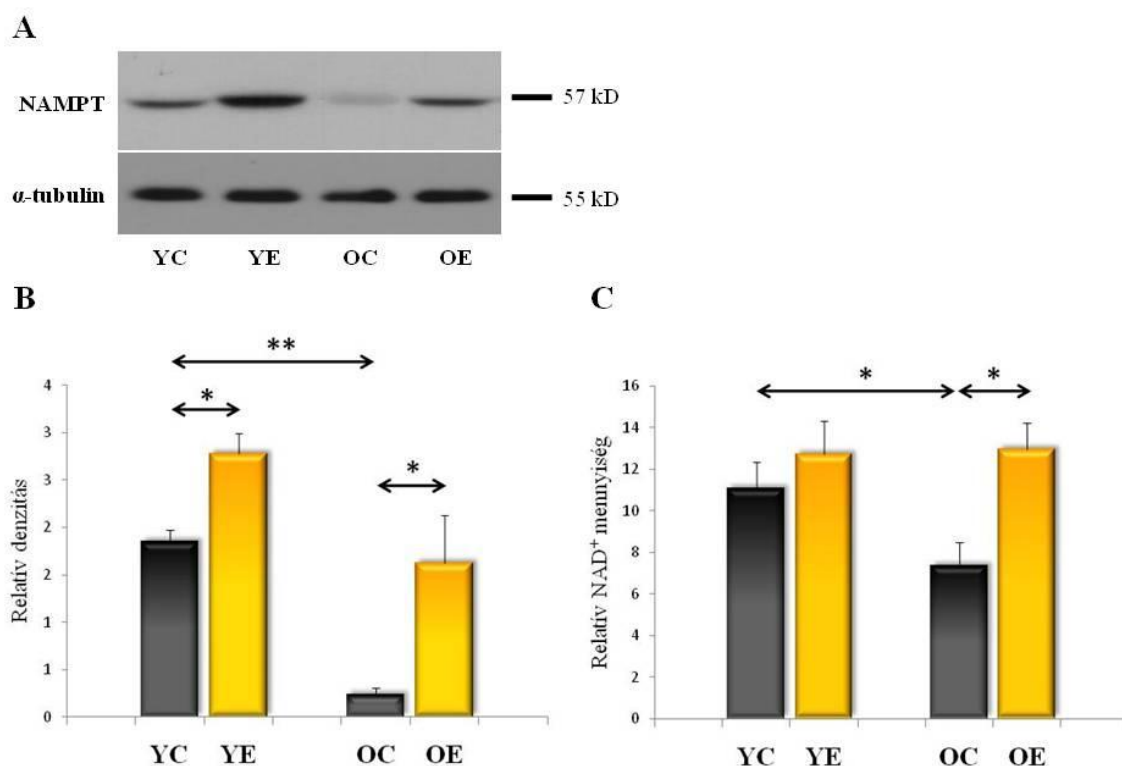 A
NAMPT
57 kD
α-tubulin
55 kD
YC YE OC OE
B
**
*
*
4
3
3
2
2
1
1
0
Relatív denzitás
YC YE OC OE
C
*
*
16
14
12
10
8
6
4
2
0
Relatív NAD⁺ mennyiség
YC YE OC OE